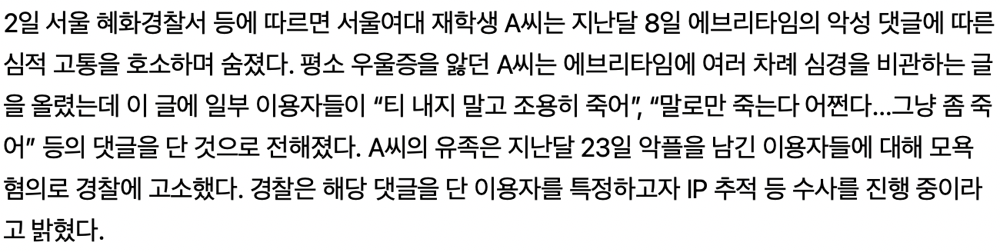 2일 서울 혜화경찰서 등에 따르면 서울여대 재학생 A씨는 지난달 8일 에브리타임의 악성 댓글에 따른
심적 고통을 호소하며 숨졌다. 평소 우울증을 앓던 A씨는 에브리타임에 여러 차례 심경을 비관하는 글
을 올렸는데 이 글에 일부 이용자들이 “티 내지 말고 조용히 죽어”, “말로만 죽는다 어쩐다...그냥 좀 죽
어” 등의 댓글을 단 것으로 전해졌다. A씨의 유족은 지난달 23일 악플을 남긴 이용자들에 대해 모욕
혐의로 경찰에 고소했다. 경찰은 해당 댓글을 단 이용자를 특정하고자 IP 추적 등 수사를 진행 중이라
고 밝혔다.